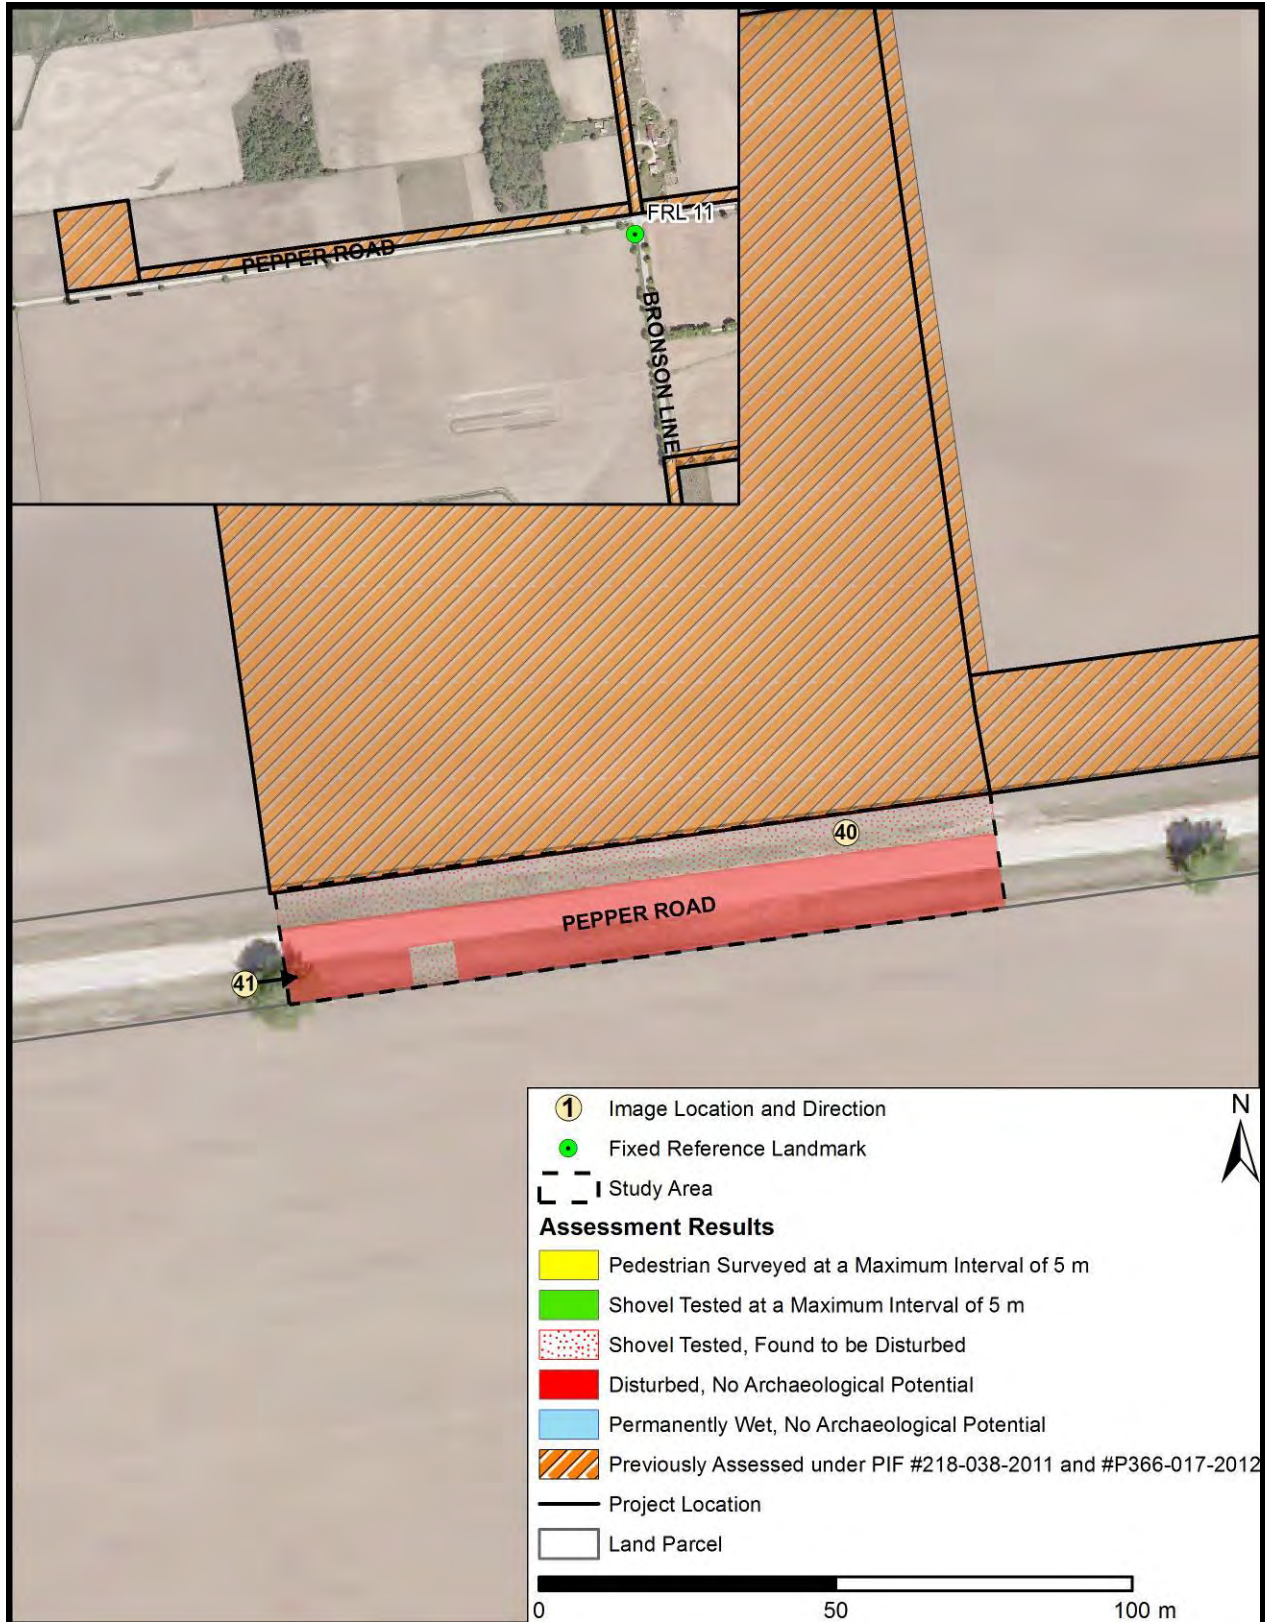 FRL 11
PEPPER ROAD
BRONSON LINE
40
PEPPER ROAD
41
N
1 Image Location and Direction
Fixed Reference Landmark
Study Area
Assessment Results
Pedestrian Surveyed at a Maximum Interval of 5 m
Shovel Tested at a Maximum Interval of 5 m
Shovel Tested, Found to be Disturbed
Disturbed, No Archaeological Potential
Permanently Wet, No Archaeological Potential
Previously Assessed under PIF #218-038-2011 and #P366-017-2012
Project Location
Land Parcel
0 50 100 m